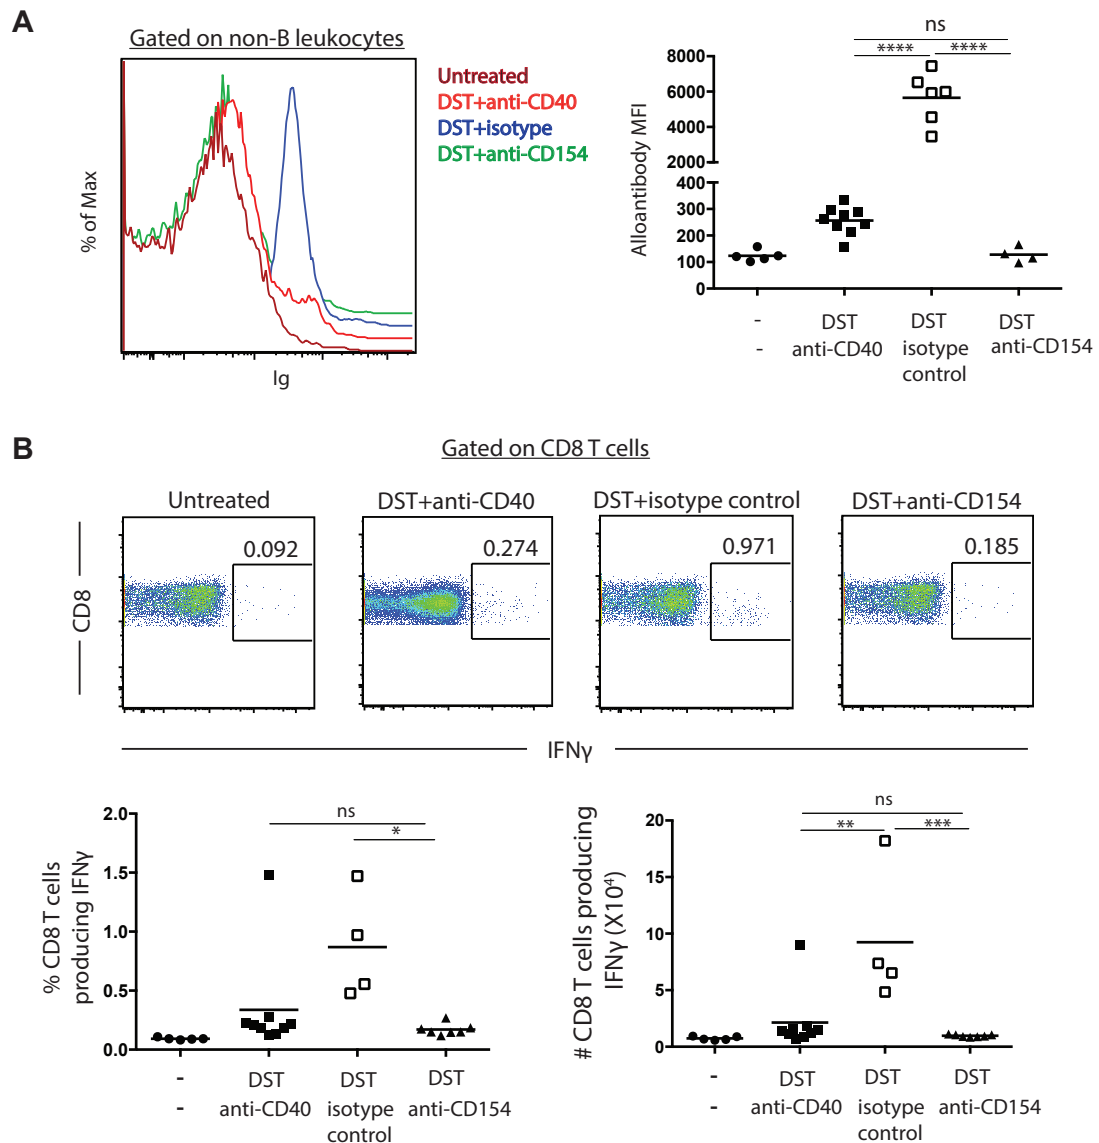 A
Gated on non-B leukocytes
% of Max
Ig
Untreated
DST+anti-CD40
DST+isotype
DST+anti-CD154
ns
**** ****
Alloantibody MFI
8000
6000
4000
2000
400
300
200
100
0
- DST DST DST
- anti-CD40 isotype anti-CD154
control
B
Gated on CD8 T cells
Untreated DST+anti-CD40 DST+isotype control DST+anti-CD154
0.092 0.274 0.971 0.185
CD8
IFNγ
% CD8 T cells
producing IFNγ
2.0
1.5
1.0
0.5
0.0
ns
*
- DST DST DST
- anti-CD40 isotype anti-CD154
control
# CD8 T cells producing
IFNγ (X10⁴)
20
15
10
5
0
ns
** ***
- DST DST DST
- anti-CD40 isotype anti-CD154
control